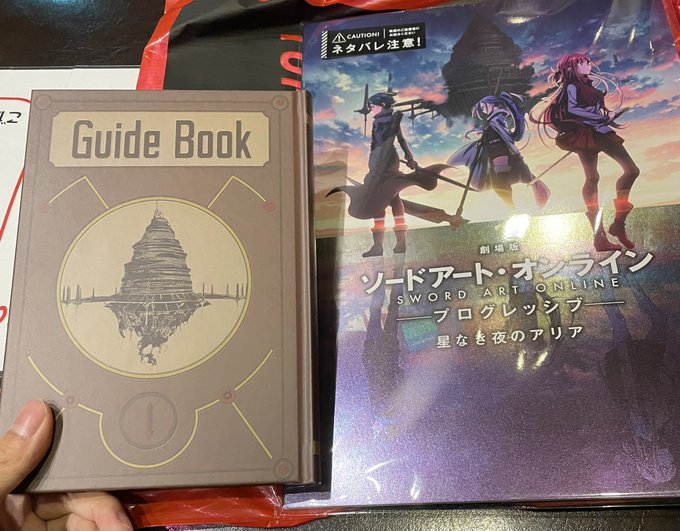 Guide Book
CAUTION!
ネタバレ注意!
劇場版
ソードアート・オンライン
SWORD ART ONLINE
プログレッシブ
星なき夜のアリア